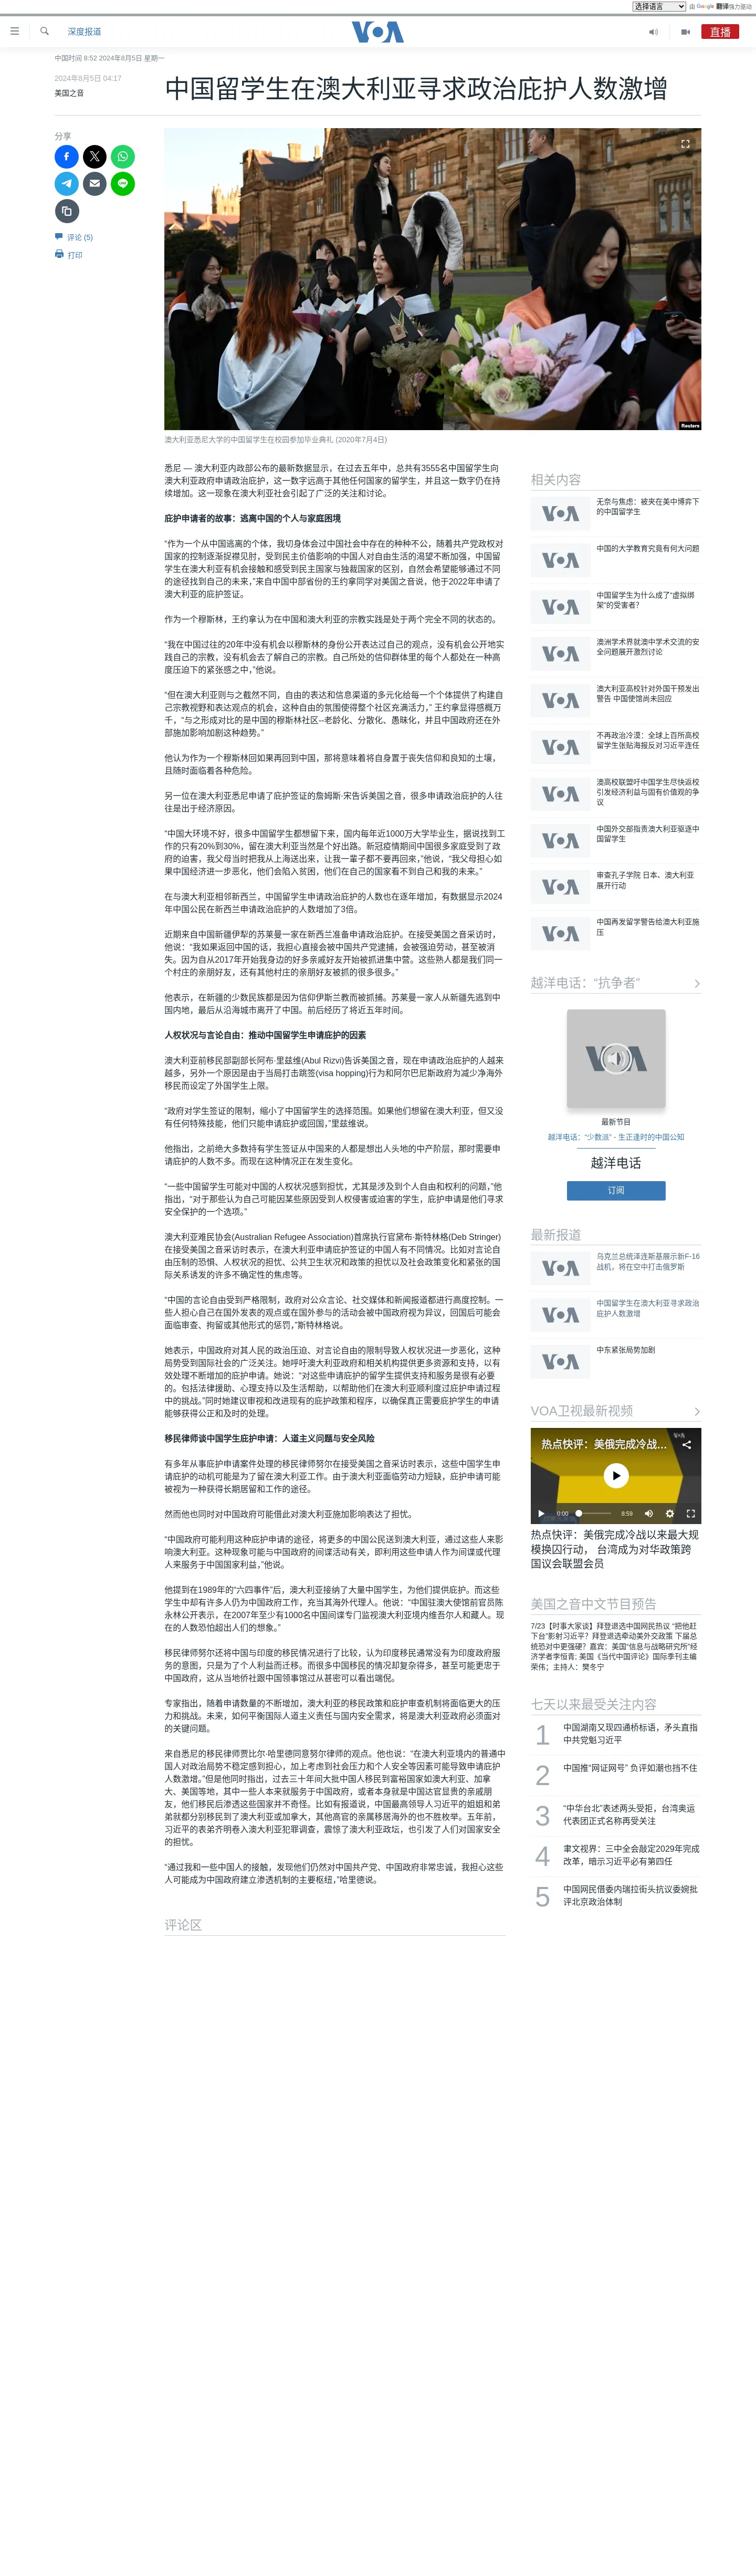 选择语言 由 Google 翻译强力驱动
深度报道
VOA
直播
中国时间 8:52 2024年8月5日 星期一
2024年8月5日 04:17
美国之音
中国留学生在澳大利亚寻求政治庇护人数激增
分享
评论 (5)
打印
Reuters
澳大利亚悉尼大学的中国留学生在校园参加毕业典礼 (2020年7月4日)
悉尼 — 澳大利亚内政部公布的最新数据显示，在过去五年中，总共有3555名中国留学生向
澳大利亚政府申请政治庇护，这一数字远高于其他任何国家的留学生，并且这一数字仍在持
续增加。这一现象在澳大利亚社会引起了广泛的关注和讨论。
庇护申请者的故事：逃离中国的个人与家庭困境
“作为一个从中国逃离的个体，我切身体会过中国社会中存在的种种不公，随着共产党政权对
国家的控制逐渐捉襟见肘，受到民主价值影响的中国人对自由生活的渴望不断加强，中国留
学生在澳大利亚有机会接触和感受到民主国家与独裁国家的区别，自然会希望能够通过不同
的途径找到自己的未来，”来自中国中部省份的王约拿同学对美国之音说，他于2022年申请了
澳大利亚的庇护签证。
作为一个穆斯林，王约拿认为在中国和澳大利亚的宗教实践是处于两个完全不同的状态的。
“我在中国过往的20年中没有机会以穆斯林的身份公开表达过自己的观点，没有机会公开地实
践自己的宗教，没有机会去了解自己的宗教。自己所处的信仰群体里的每个人都处在一种高
度压迫下的紧张感之中，”他说。
“但在澳大利亚则与之截然不同，自由的表达和信息渠道的多元化给每一个个体提供了构建自
己宗教视野和表达观点的机会，这种自由的氛围使得整个社区充满活力，” 王约拿显得感概万
千，“与之形成对比的是中国的穆斯林社区--老龄化、分散化、愚昧化，并且中国政府还在外
部施加影响加剧这种趋势。”
他认为作为一个穆斯林回如果再回到中国，那将意味着将自身置于丧失信仰和良知的土壤，
且随时面临着各种危险。
另一位在澳大利亚悉尼申请了庇护签证的詹姆斯·宋告诉美国之音，很多申请政治庇护的人往
往是出于经济原因。
“中国大环境不好，很多中国留学生都想留下来，国内每年近1000万大学毕业生，据说找到工
作的只有20%到30%，留在澳大利亚当然是个好出路。新冠疫情期间中国很多家庭受到了政
府的迫害，我父母当时把我从上海送出来，让我一辈子都不要再回來，”他说，“我父母担心如
果中国经济进一步恶化，他们会陷入贫困，他们在自己的国家看不到自己和我的未来。”
在与澳大利亚相邻新西兰，中国留学生申请政治庇护的人数也在逐年增加，有数据显示2024
年中国公民在新西兰申请政治庇护的人数增加了3倍。
近期来自中国新疆伊犁的苏莱曼一家在新西兰准备申请政治庇护。在接受美国之音采访时，
他说：“我如果返回中国的话，我担心直接会被中国共产党逮捕，会被强迫劳动，甚至被消
失。因为自从2017年开始我身边的好多亲戚好友开始被抓进集中营。这些熟人都是我们同一
个村庄的亲朋好友，还有其他村庄的亲朋好友被抓的很多很多。”
他表示，在新疆的少数民族都是因为信仰伊斯兰教而被抓捕。苏莱曼一家人从新疆先逃到中
国内地，最后从沿海城市离开了中国。前后经历了将近五年时间。
人权状况与言论自由：推动中国留学生申请庇护的因素
澳大利亚前移民部副部长阿布·里兹维(Abul Rizvi)告诉美国之音，现在申请政治庇护的人越来
越多，另外一个原因是由于当局打击跳签(visa hopping)行为和阿尔巴尼斯政府为减少净海外
移民而设定了外国学生上限。
“政府对学生签证的限制，缩小了中国留学生的选择范围。如果他们想留在澳大利亚，但又没
有任何特殊技能，他们只能申请庇护或回国，”里兹维说。
他指出，之前绝大多数持有学生签证从中国来的人都是想出人头地的中产阶层，那时需要申
请庇护的人数不多。而现在这种情况正在发生变化。
“一些中国留学生可能对中国的人权状况感到担忧，尤其是涉及到个人自由和权利的问题，”他
指出，“对于那些认为自己可能因某些原因受到人权侵害或迫害的学生，庇护申请是他们寻求
安全保护的一个选项。”
澳大利亚难民协会(Australian Refugee Association)首席执行官黛布·斯特林格(Deb Stringer)
在接受美国之音采访时表示，在澳大利亚申请庇护签证的中国人有不同情况。比如对言论自
由压制的恐惧、人权状况的担忧、公共卫生状况和政策的担忧以及社会政策变化和紧张的国
际关系诱发的许多不确定性的焦虑等。
“中国的言论自由受到严格限制，政府对公众言论、社交媒体和新闻报道都进行高度控制。一
些人担心自己在国外发表的观点或在国外参与的活动会被中国政府视为异议，回国后可能会
面临审查、拘留或其他形式的惩罚，”斯特林格说。
她表示，中国政府对其人民的政治压迫、对言论自由的限制导致人权状况进一步恶化，这种
局势受到国际社会的广泛关注。她呼吁澳大利亚政府和相关机构提供更多资源和支持，以有
效处理不断增加的庇护申请。她说：“对这些申请庇护的留学生提供支持和服务是很有必要
的。包括法律援助、心理支持以及生活帮助，以帮助他们在澳大利亚顺利度过庇护申请过程
中的挑战。”同时她建议审视和改进现有的庇护政策和程序，以确保真正需要庇护学生的申请
能够获得公正和及时的处理。
移民律师谈中国学生庇护申请：人道主义问题与安全风险
有多年从事庇护申请案件处理的移民律师努尔在接受美国之音采访时表示，这些中国学生申
请庇护的动机可能是为了留在澳大利亚工作。由于澳大利亚面临劳动力短缺，庇护申请可能
被视为一种获得长期居留和工作的途径。
然而他也同时对中国政府可能借此对澳大利亚施加影响表达了担忧。
“中国政府可能利用这种庇护申请的途径，将更多的中国公民送到澳大利亚，通过这些人来影
响澳大利亚。这种现象可能与中国政府的间谍活动有关，即利用这些申请人作为间谍或代理
人来服务于中国国家利益，”他说。
他提到在1989年的“六四事件”后，澳大利亚接纳了大量中国学生，为他们提供庇护。而这些
学生中却有许多人仍为中国政府工作，充当其海外代理人。他说：“中国驻澳大使馆前官员陈
永林公开表示，在2007年至少有1000名中国间谍专门监视澳大利亚境内维吾尔人和藏人。现
在的人数恐怕超出人们的想象。”
移民律师努尔还将中国与印度的移民情况进行了比较，认为印度移民通常没有为印度政府服
务的意图，只是为了个人利益而迁移。而很多中国移民的情况却复杂得多，甚至可能更忠于
中国政府，这从当地侨社跟中国领事馆过从甚密可以看出端倪。
专家指出，随着申请数量的不断增加，澳大利亚的移民政策和庇护审查机制将面临更大的压
力和挑战。未来，如何平衡国际人道主义责任与国内安全需求，将是澳大利亚政府必须面对
的关键问题。
来自悉尼的移民律师贾比尔·哈里德同意努尔律师的观点。他也说：“在澳大利亚境内的普通中
国人对政治局势不稳定感到担心，加上考虑到社会压力和个人安全等因素可能导致申请庇护
人数激增。”但是他同时指出，过去三十年间大批中国人移民到富裕国家如澳大利亚、加拿
大、美国等地，其中一些人本来就服务于中国政府，或者本身就是中国达官显贵的亲属朋
友，他们移民后渗透这些国家并不奇怪。比如有报道说，中国最高领导人习近平的姐姐和弟
弟就都分别移民到了澳大利亚或加拿大，其他高官的亲属移居海外的也不胜枚举。五年前，
习近平的表弟齐明卷入澳大利亚犯罪调查，震惊了澳大利亚政坛，也引发了人们对国家安全
的担忧。
“通过我和一些中国人的接触，发现他们仍然对中国共产党、中国政府非常忠诚，我担心这些
人可能成为中国政府建立渗透机制的主要枢纽，”哈里德说。
评论区
相关内容
无奈与焦虑：被夹在美中博弈下
的中国留学生
中国的大学教育究竟有何大问题
中国留学生为什么成了“虚拟绑
架”的受害者?
澳洲学术界就澳中学术交流的安
全问题展开激烈讨论
澳大利亚高校针对外国干预发出
警告 中国使馆尚未回应
不再政治冷漠：全球上百所高校
留学生张贴海报反对习近平连任
澳高校联盟吁中国学生尽快返校
引发经济利益与固有价值观的争
议
中国外交部指责澳大利亚驱逐中
国留学生
审查孔子学院 日本、澳大利亚
展开行动
中国再发留学警告给澳大利亚施
压
越洋电话：“抗争者”
最新节目
越洋电话：“少数派” - 生正逢时的中国公知
越洋电话
订阅
最新报道
乌克兰总统泽连斯基展示新F-16
战机，将在空中打击俄罗斯
中国留学生在澳大利亚寻求政治
庇护人数激增
中东紧张局势加剧
VOA卫视最新视频
热点快评：美俄完成冷战…
0:00 8:59
热点快评：美俄完成冷战以来最大规
模换囚行动， 台湾成为对华政策跨
国议会联盟会员
美国之音中文节目预告
7/23【时事大家谈】拜登退选中国网民热议 “把他赶
下台”影射习近平？拜登退选牵动美外交政策 下届总
统恐对中更强硬？嘉宾：美国“信息与战略研究所”经
济学者李恒青; 美国《当代中国评论》国际季刊主编
荣伟；主持人：樊冬宁
七天以来最受关注内容
1 中国湖南又现四通桥标语，矛头直指
中共党魁习近平
2 中国推“网证网号” 负评如潮也挡不住
3 “中华台北”表述两头受拒，台湾奥运
代表团正式名称再受关注
4 聿文视界：三中全会敲定2029年完成
改革，暗示习近平必有第四任
5 中国网民借委内瑞拉街头抗议委婉批
评北京政治体制